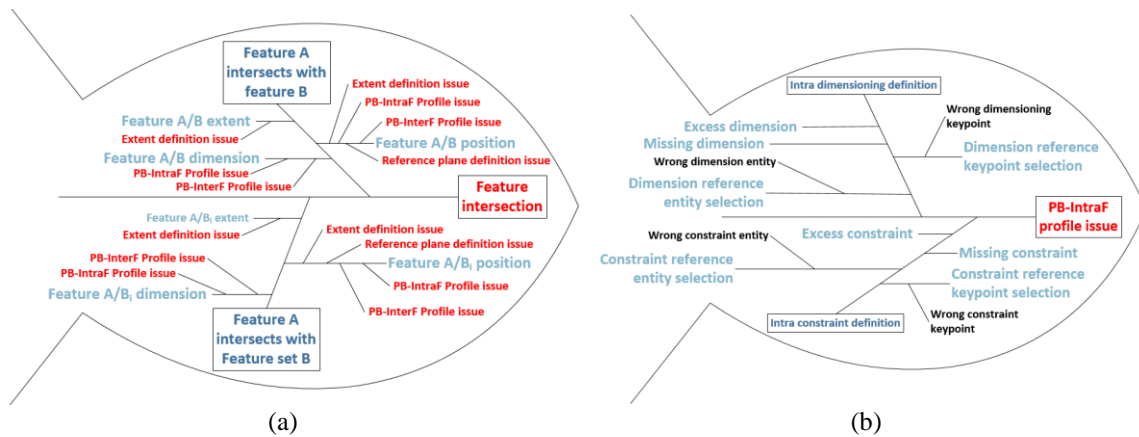 Feature A
intersects with
feature B
Extent definition issue
PB-IntraF Profile issue
PB-InterF Profile issue
Feature A/B extent
Extent definition issue
Feature A/B position
Reference plane definition issue
Feature A/B dimension
PB-IntraF Profile issue
PB-InterF Profile issue
Feature
intersection
Feature A/Bᵢ extent
Extent definition issue
Extent definition issue
Reference plane definition issue
PB-InterF Profile issue
PB-IntraF Profile issue
Feature A/Bᵢ position
Feature A/Bᵢ dimension
PB-IntraF Profile issue
PB-InterF Profile issue
Feature A
intersects with
Feature set B
(a)
Intra dimensioning definition
Wrong dimensioning
keypoint
Excess dimension
Missing dimension
Dimension reference
keypoint selection
Wrong dimension entity
Dimension reference
entity selection
PB-IntraF
profile issue
Excess constraint
Wrong constraint entity
Missing constraint
Constraint reference
entity selection
Constraint reference
keypoint selection
Wrong constraint
keypoint
Intra constraint definition
(b)